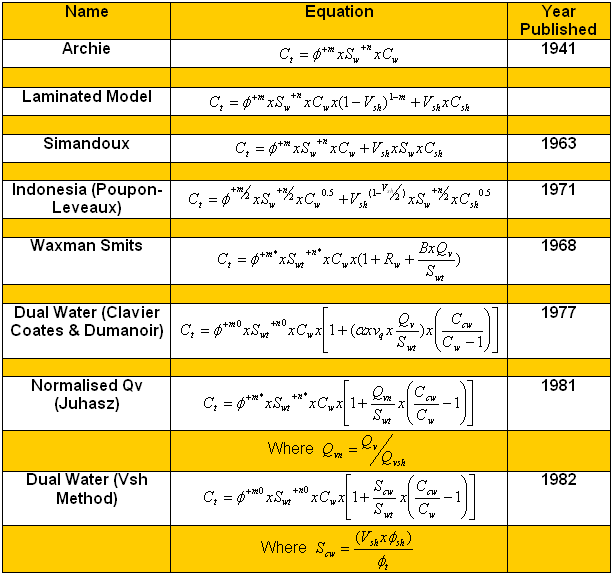 Name Equation Year Published
Archie C_t = ϕ^{+m} x S_w^{+n} x C_w 1941
Laminated Model C_t = ϕ^{+m} x S_w^{+n} x C_w x (1 − V_sh)^{1−m} + V_sh x C_sh
Simandoux C_t = ϕ^{+m} x S_w^{+n} x C_w + V_sh x S_w x C_sh 1963
Indonesia (Poupon-Leveaux) C_t = ϕ^{+m/2} x S_w^{+n/2} x C_w^{0.5} + V_sh^{(1−V_sh/2)} x S_w^{+n/2} x C_sh^{0.5} 1971
Waxman Smits C_t = ϕ^{+m*} x S_wt^{+n*} x C_w x (1 + R_w + BxQ_v/S_wt) 1968
Dual Water (Clavier Coates & Dumanoir) C_t = ϕ^{+m0} x S_wt^{+n0} x C_w x [1 + (αxv_q x Q_v/S_wt) x (C_cw/(C_w − 1))] 1977
Normalised Qv (Juhasz) C_t = ϕ^{+m*} x S_wt^{+n*} x C_w x [1 + Q_vn/S_wt x (C_cw/C_w − 1)] 1981
Where Q_vn = Q_v/Q_vsh
Dual Water (Vsh Method) C_t = ϕ^{+m0} x S_wt^{+n0} x C_w x [1 + S_cw/S_wt x (C_cw/C_w − 1)] 1982
Where S_cw = (V_sh x ϕ_sh)/ϕ_t